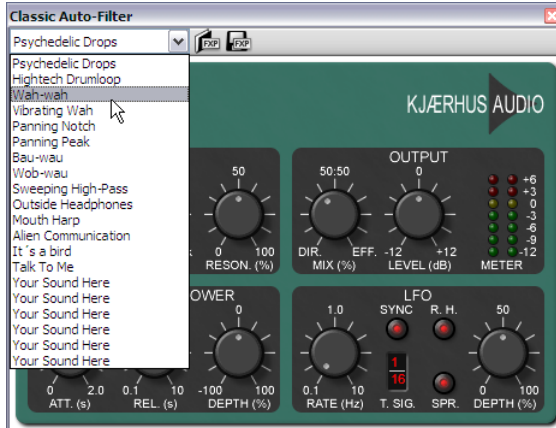 Classic Auto-Filter
Psychedelic Drops
FXP FXP
Psychedelic Drops
Hightech Drumloop
Wah-wah
Vibrating Wah
Panning Notch
Panning Peak
Bau-wau
Wob-wau
Sweeping High-Pass
Outside Headphones
Mouth Harp
Alien Communication
It´s a bird
Talk To Me
Your Sound Here
Your Sound Here
Your Sound Here
Your Sound Here
Your Sound Here
Your Sound Here
KJÆRHUS AUDIO
50
0 100
RESON. (%)
OUTPUT
50:50 0
DIR. EFF. -12 +12
MIX (%) LEVEL (dB) METER
+6
+3
0
-3
-6
-9
-12
OWER
0
0 2.0 0.1 10 -100 100
ATT. (s) REL. (s) DEPTH (%)
LFO
1.0 SYNC R. H. 50
1
16
0.1 10 0 100
RATE (Hz) T. SIG. SPR. DEPTH (%)